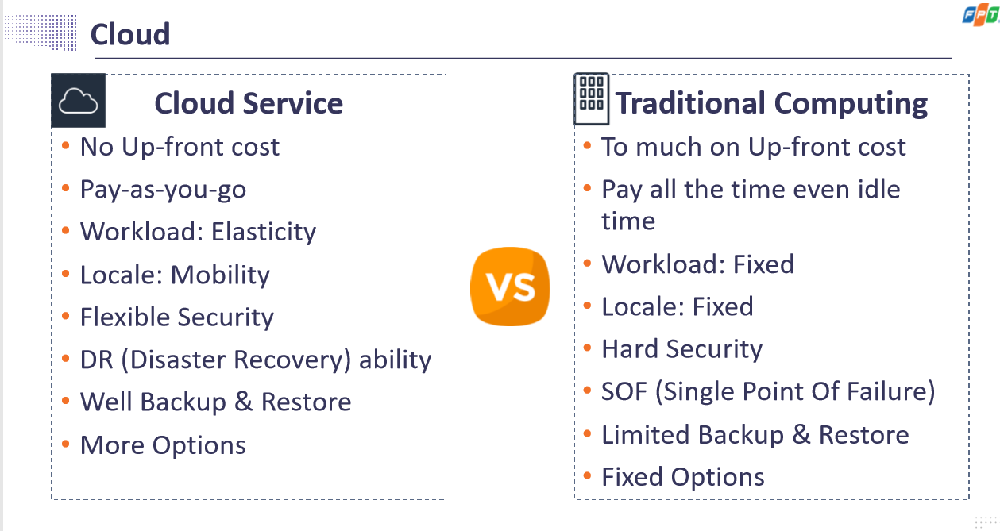 Cloud
FPT
Cloud Service
• No Up-front cost
• Pay-as-you-go
• Workload: Elasticity
• Locale: Mobility
• Flexible Security
• DR (Disaster Recovery) ability
• Well Backup & Restore
• More Options
VS
Traditional Computing
• To much on Up-front cost
• Pay all the time even idle
time
• Workload: Fixed
• Locale: Fixed
• Hard Security
• SOF (Single Point Of Failure)
• Limited Backup & Restore
• Fixed Options